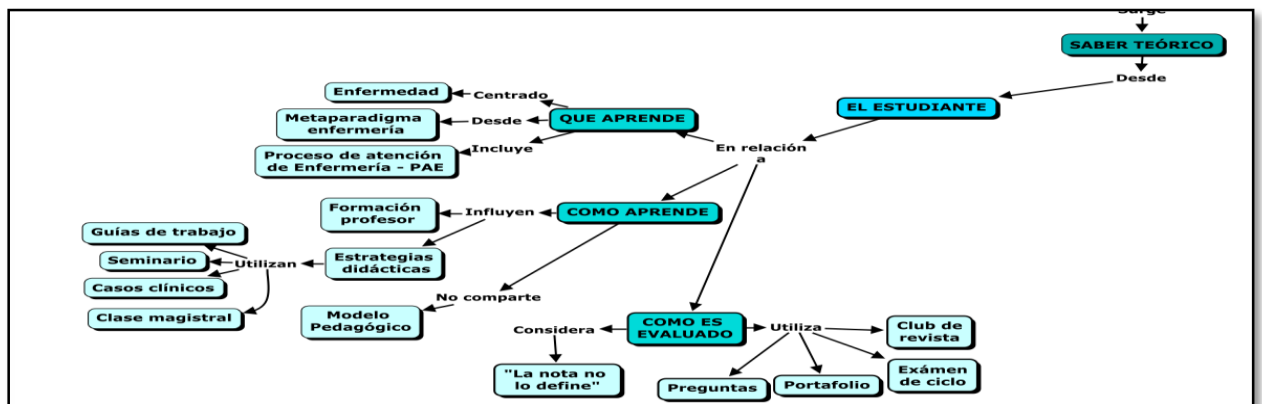 Surge
SABER TEÓRICO
Desde
EL ESTUDIANTE
En relación
a
QUE APRENDE
Centrado
Enfermedad
Desde
Metaparadigma
enfermería
Incluye
Proceso de atención
de Enfermería - PAE
COMO APRENDE
Influyen
Formación
profesor
Estrategias
didácticas
Utilizan
Guías de trabajo
Seminario
Casos clínicos
Clase magistral
No comparte
Modelo
Pedagógico
COMO ES
EVALUADO
Considera
"La nota no
lo define"
Utiliza
Club de
revista
Exámen
de ciclo
Portafolio
Preguntas